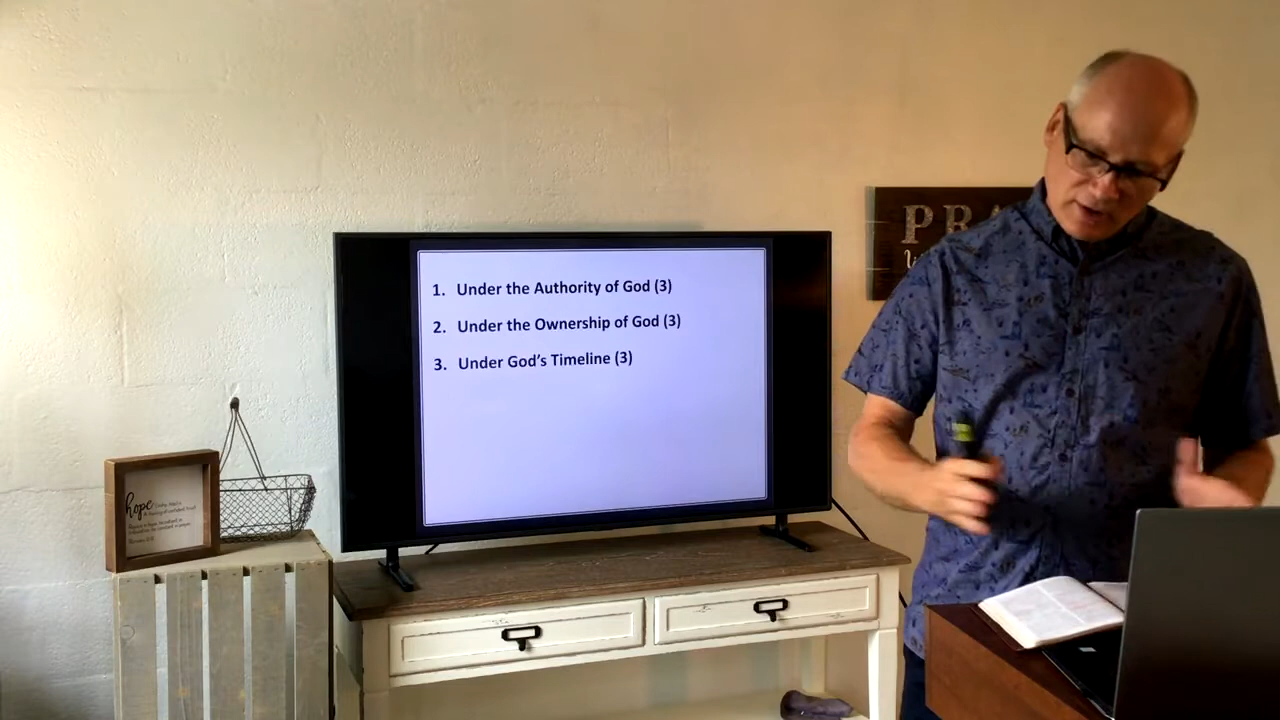 1. Under the Authority of God (3)
2. Under the Ownership of God (3)
3. Under God's Timeline (3)
PRA
hope